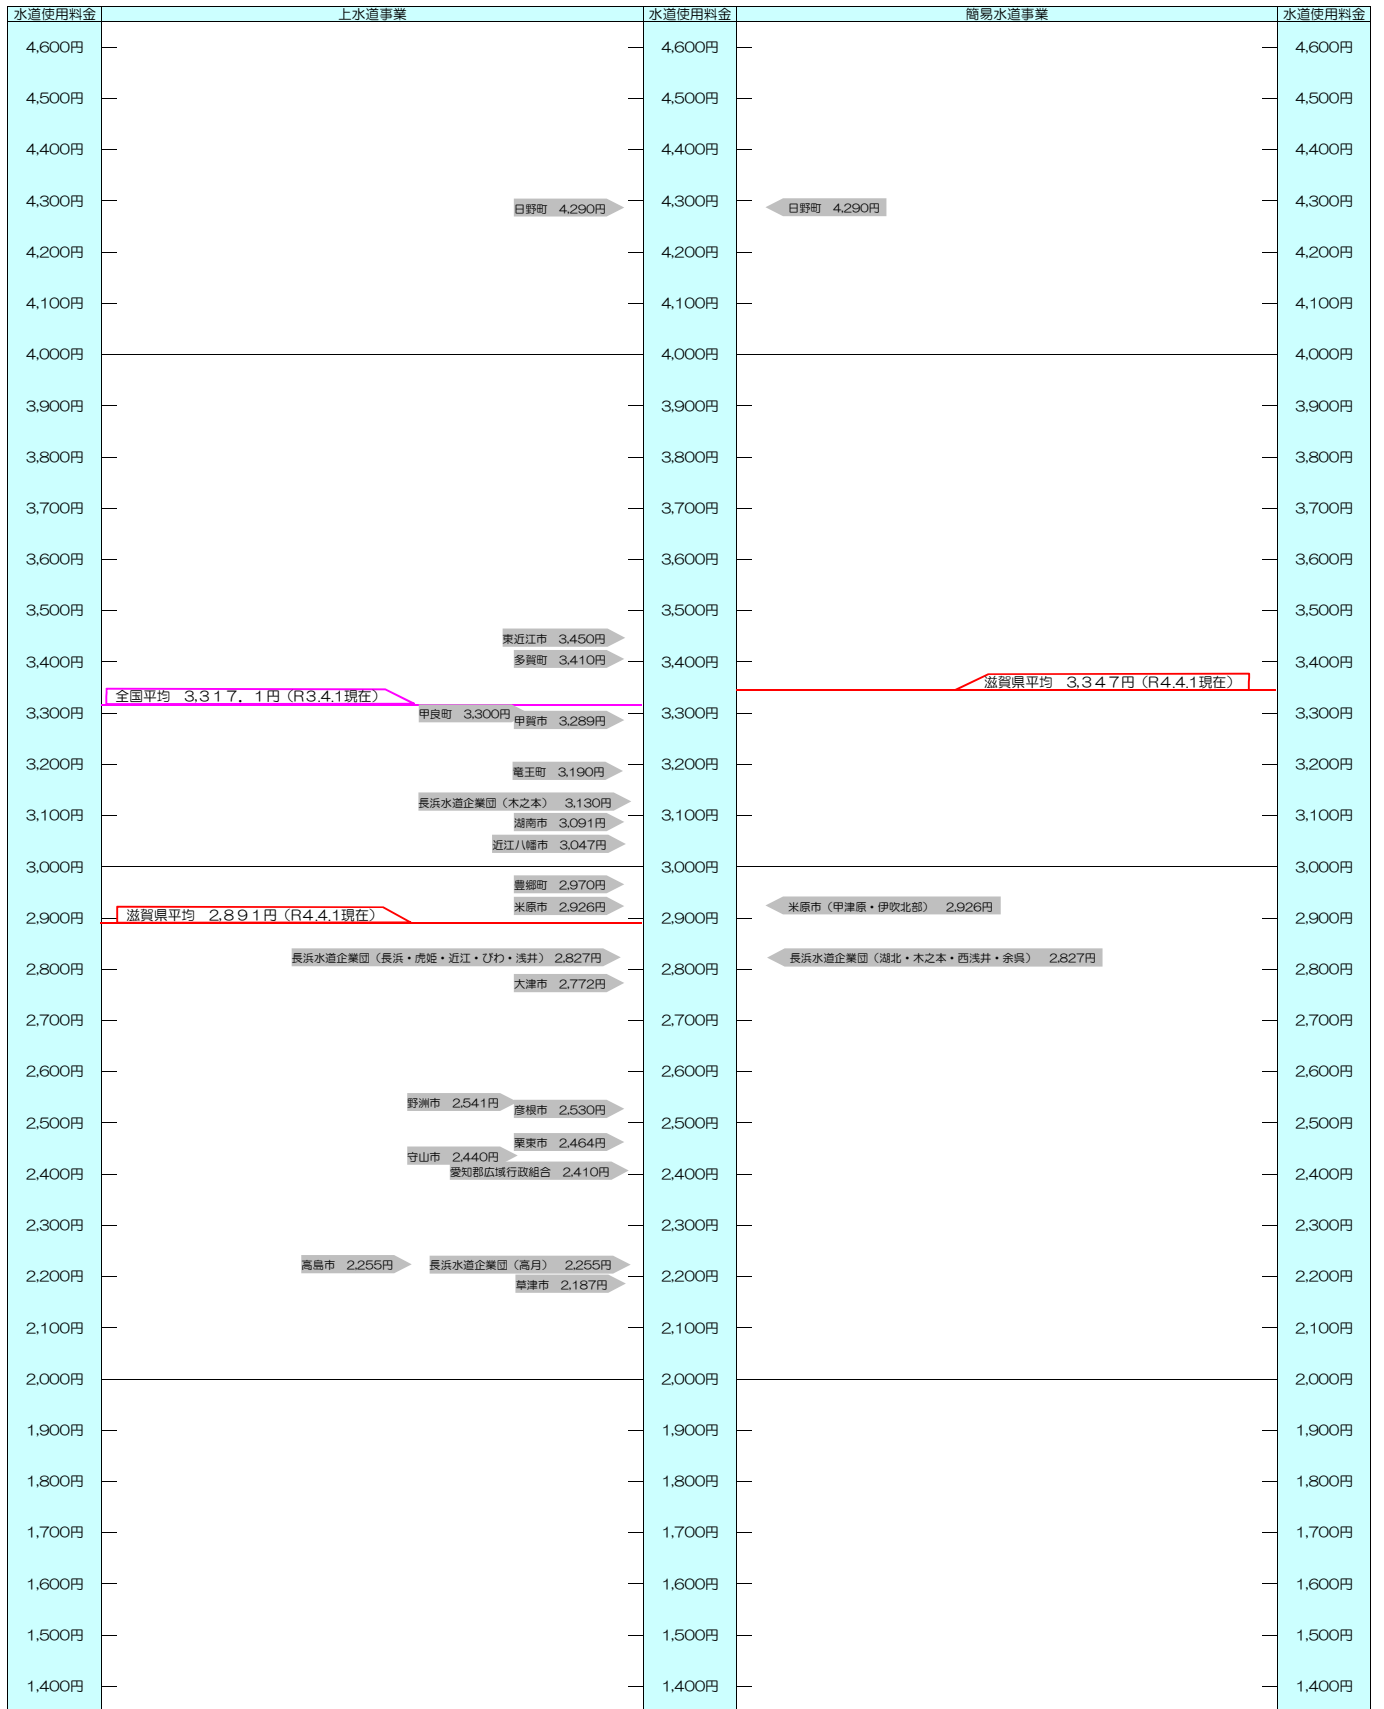 水道使用料金 上水道事業 水道使用料金 簡易水道事業 水道使用料金
4,600円 4,600円 4,600円
4,500円 4,500円 4,500円
4,400円 4,400円 4,400円
4,300円 4,300円 4,300円
日野町　4,290円 日野町　4,290円
4,200円 4,200円 4,200円
4,100円 4,100円 4,100円
4,000円 4,000円 4,000円
3,900円 3,900円 3,900円
3,800円 3,800円 3,800円
3,700円 3,700円 3,700円
3,600円 3,600円 3,600円
3,500円 3,500円 3,500円
東近江市　3,450円
多賀町　3,410円
3,400円 3,400円 3,400円
滋賀県平均　3,３４７円（R4.4.1現在）
全国平均　3,３１７．１円（R3.4.1現在）
3,300円 3,300円 3,300円
甲良町　3,300円
甲賀市　3,289円
3,200円 3,200円 3,200円
竜王町　3,190円
長浜水道企業団（木之本）　3,130円
3,100円 3,100円 3,100円
湖南市　3,091円
近江八幡市　3,047円
3,000円 3,000円 3,000円
豊郷町　2,970円
米原市　2,926円 米原市（甲津原・伊吹北部）　2,926円
滋賀県平均　2,８９１円（R4.4.1現在）
2,900円 2,900円 2,900円
長浜水道企業団（長浜・虎姫・近江・びわ・浅井）　2,827円 長浜水道企業団（湖北・木之本・西浅井・余呉）　2,827円
2,800円 2,800円 2,800円
大津市　2,772円
2,700円 2,700円 2,700円
2,600円 2,600円 2,600円
野洲市　2,541円
彦根市　2,530円
2,500円 2,500円 2,500円
栗東市　2,464円
守山市　2,440円
愛知郡広域行政組合　2,410円
2,400円 2,400円 2,400円
2,300円 2,300円 2,300円
高島市　2,255円 長浜水道企業団（高月）　2,255円
2,200円 2,200円 2,200円
草津市　2,187円
2,100円 2,100円 2,100円
2,000円 2,000円 2,000円
1,900円 1,900円 1,900円
1,800円 1,800円 1,800円
1,700円 1,700円 1,700円
1,600円 1,600円 1,600円
1,500円 1,500円 1,500円
1,400円 1,400円 1,400円